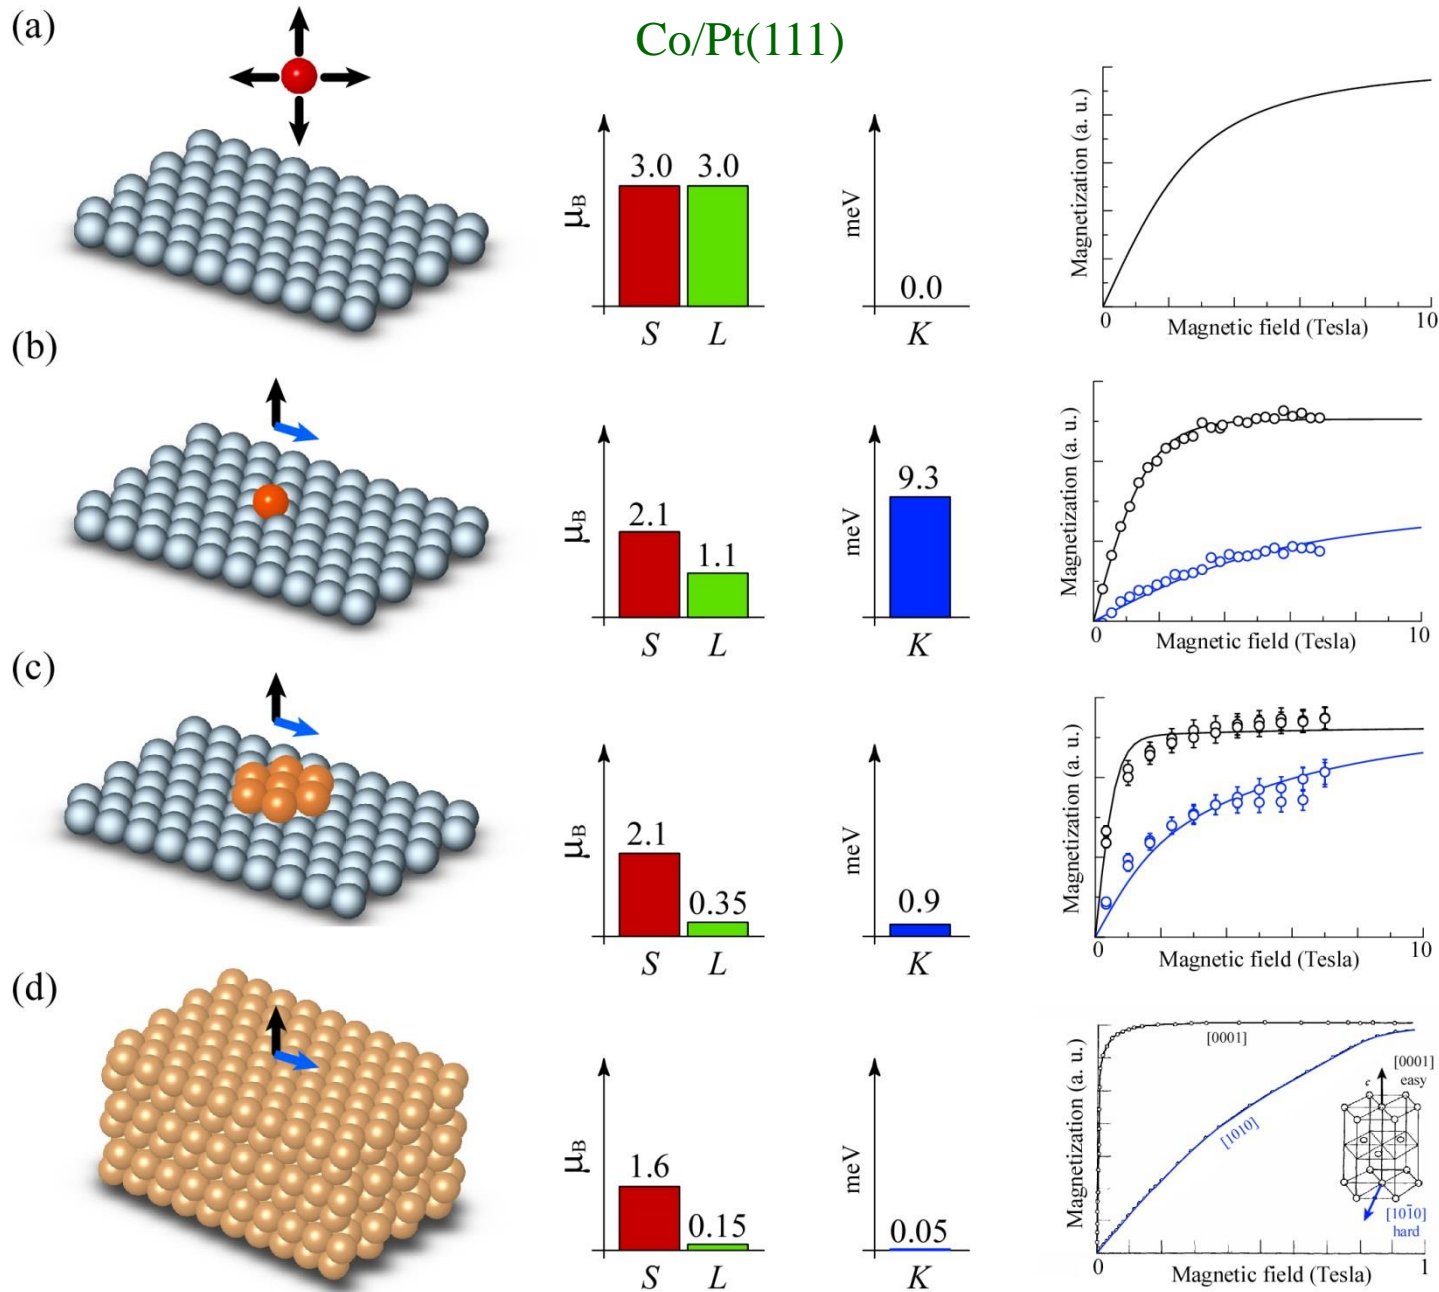 Co/Pt(111)
(a)
μB
3.0 3.0
S L
meV
0.0
K
Magnetization (a. u.)
0 Magnetic field (Tesla) 10
(b)
μB
2.1
1.1
S L
meV
9.3
K
Magnetization (a. u.)
0 Magnetic field (Tesla) 10
(c)
μB
2.1
0.35
S L
meV
0.9
K
Magnetization (a. u.)
0 Magnetic field (Tesla) 10
(d)
μB
1.6
0.15
S L
meV
0.05
K
Magnetization (a. u.)
[0001]
[1010]
[0001]
easy
c
[101̄0]
hard
0 Magnetic field (Tesla) 1